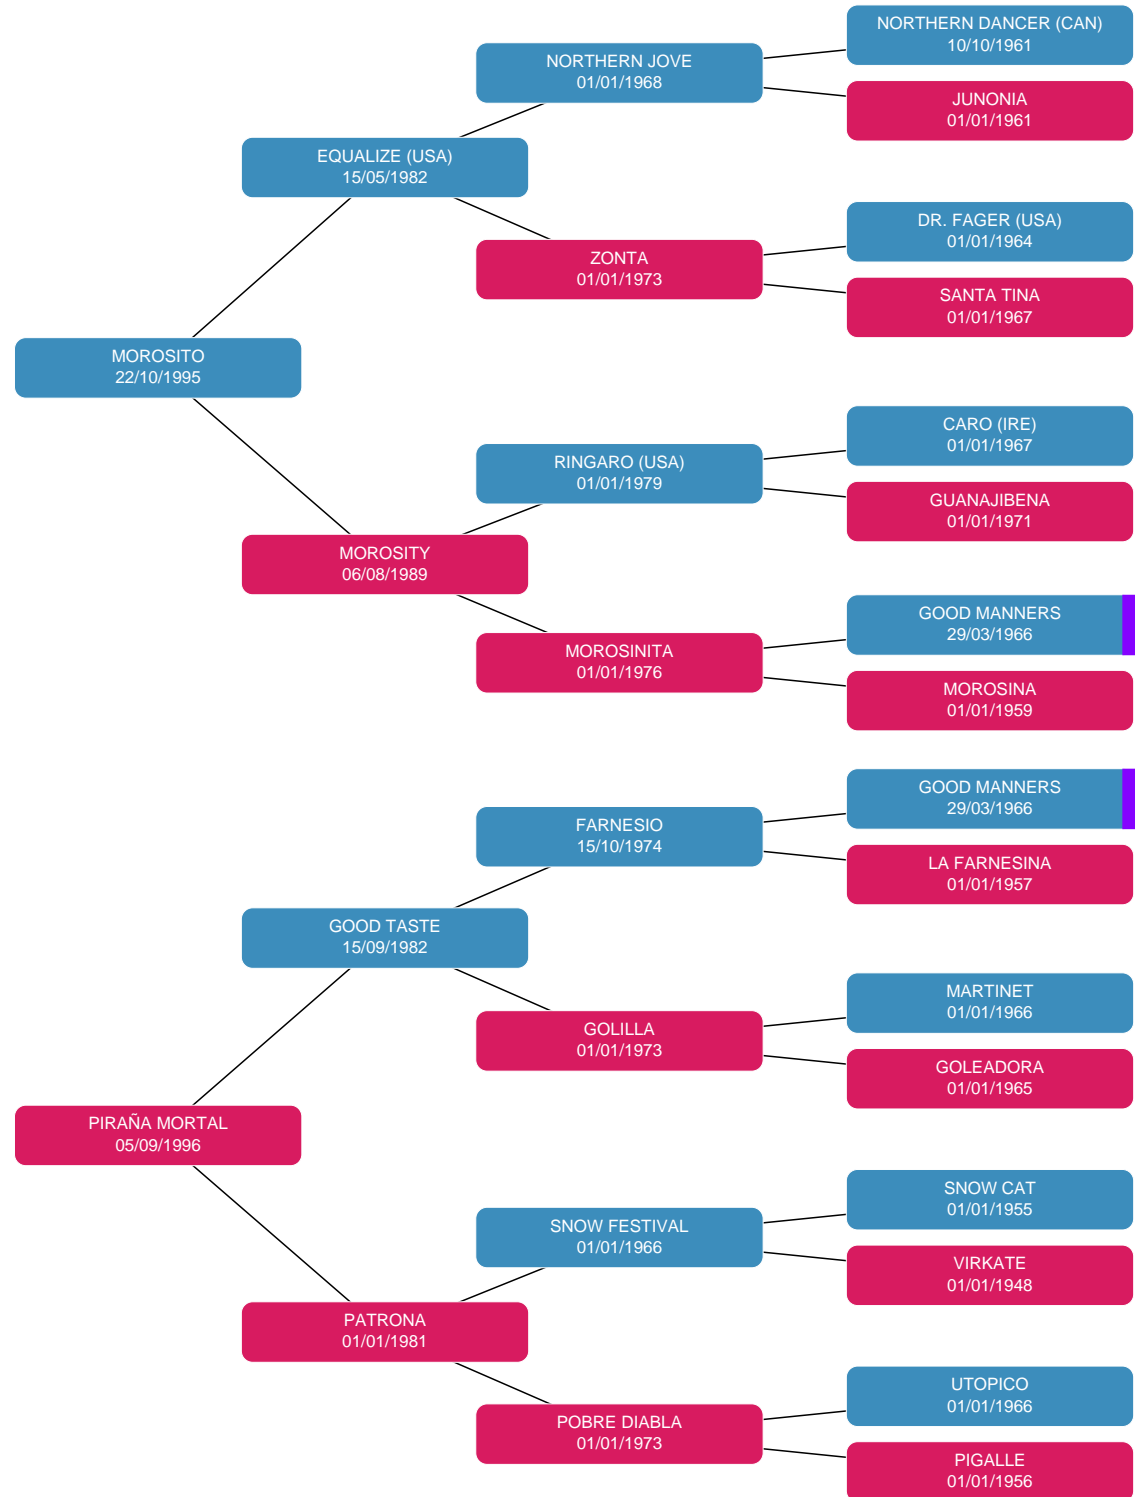 NORTHERN DANCER (CAN)
10/10/1961
NORTHERN JOVE
01/01/1968
JUNONIA
01/01/1961
EQUALIZE (USA)
15/05/1982
DR. FAGER (USA)
01/01/1964
ZONTA
01/01/1973
SANTA TINA
01/01/1967
MOROSITO
22/10/1995
CARO (IRE)
01/01/1967
RINGARO (USA)
01/01/1979
GUANAJIBENA
01/01/1971
MOROSITY
06/08/1989
GOOD MANNERS
29/03/1966
MOROSINITA
01/01/1976
MOROSINA
01/01/1959
GOOD MANNERS
29/03/1966
FARNESIO
15/10/1974
LA FARNESINA
01/01/1957
GOOD TASTE
15/09/1982
MARTINET
01/01/1966
GOLILLA
01/01/1973
GOLEADORA
01/01/1965
PIRAÑA MORTAL
05/09/1996
SNOW CAT
01/01/1955
SNOW FESTIVAL
01/01/1966
VIRKATE
01/01/1948
PATRONA
01/01/1981
UTOPICO
01/01/1966
POBRE DIABLA
01/01/1973
PIGALLE
01/01/1956